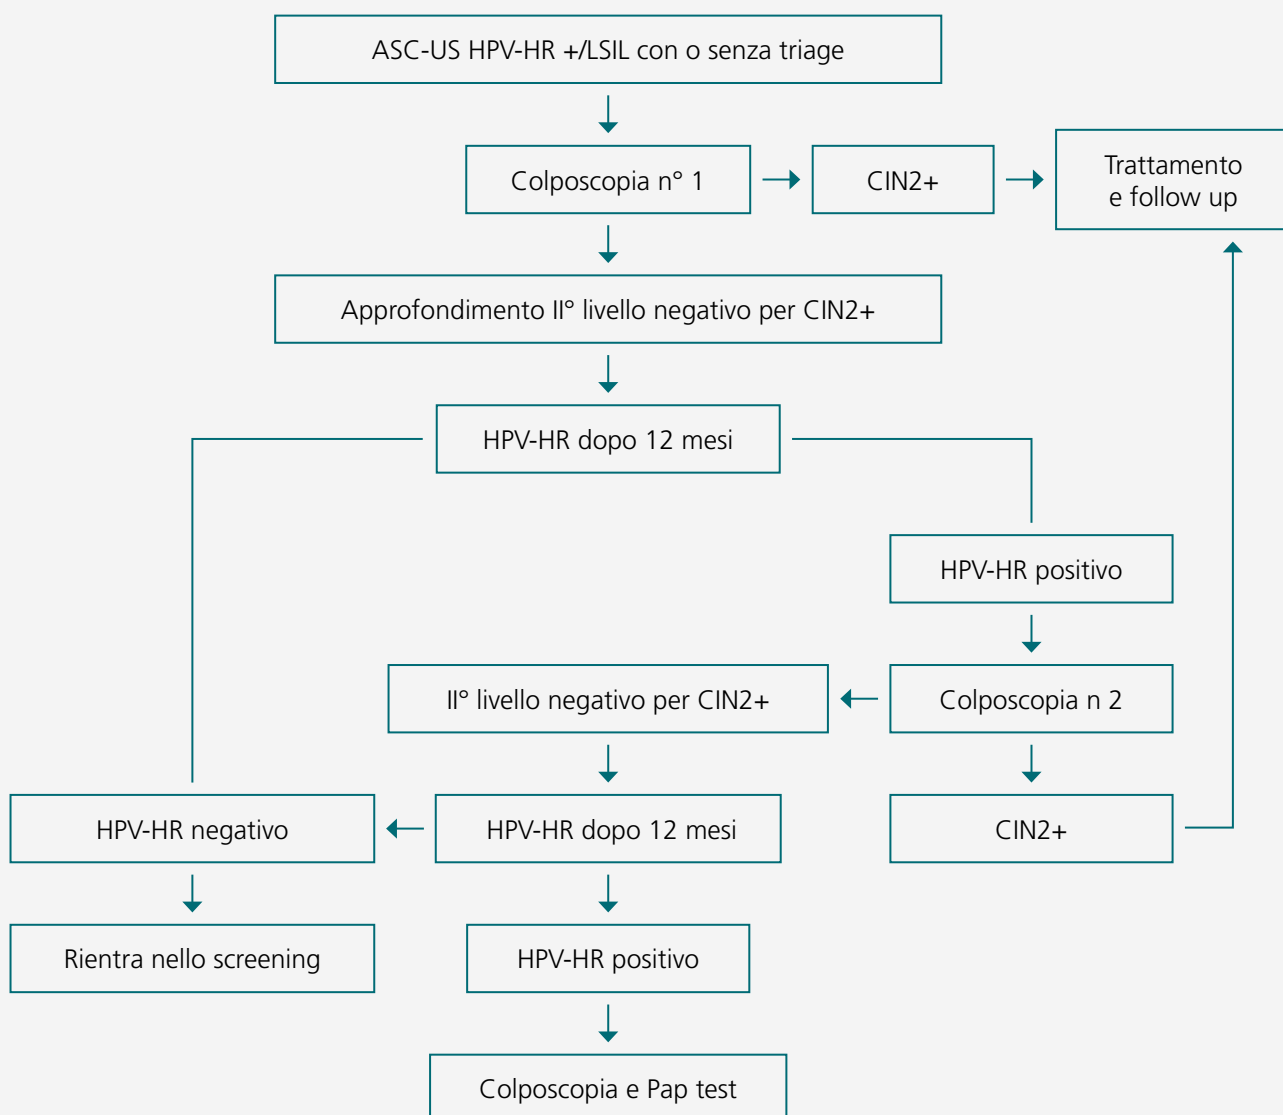 ASC-US HPV-HR +/LSIL con o senza triage
Colposcopia n° 1
CIN2+
Trattamento
e follow up
Approfondimento II° livello negativo per CIN2+
HPV-HR dopo 12 mesi
HPV-HR positivo
II° livello negativo per CIN2+
Colposcopia n 2
HPV-HR negativo
HPV-HR dopo 12 mesi
CIN2+
Rientra nello screening
HPV-HR positivo
Colposcopia e Pap test